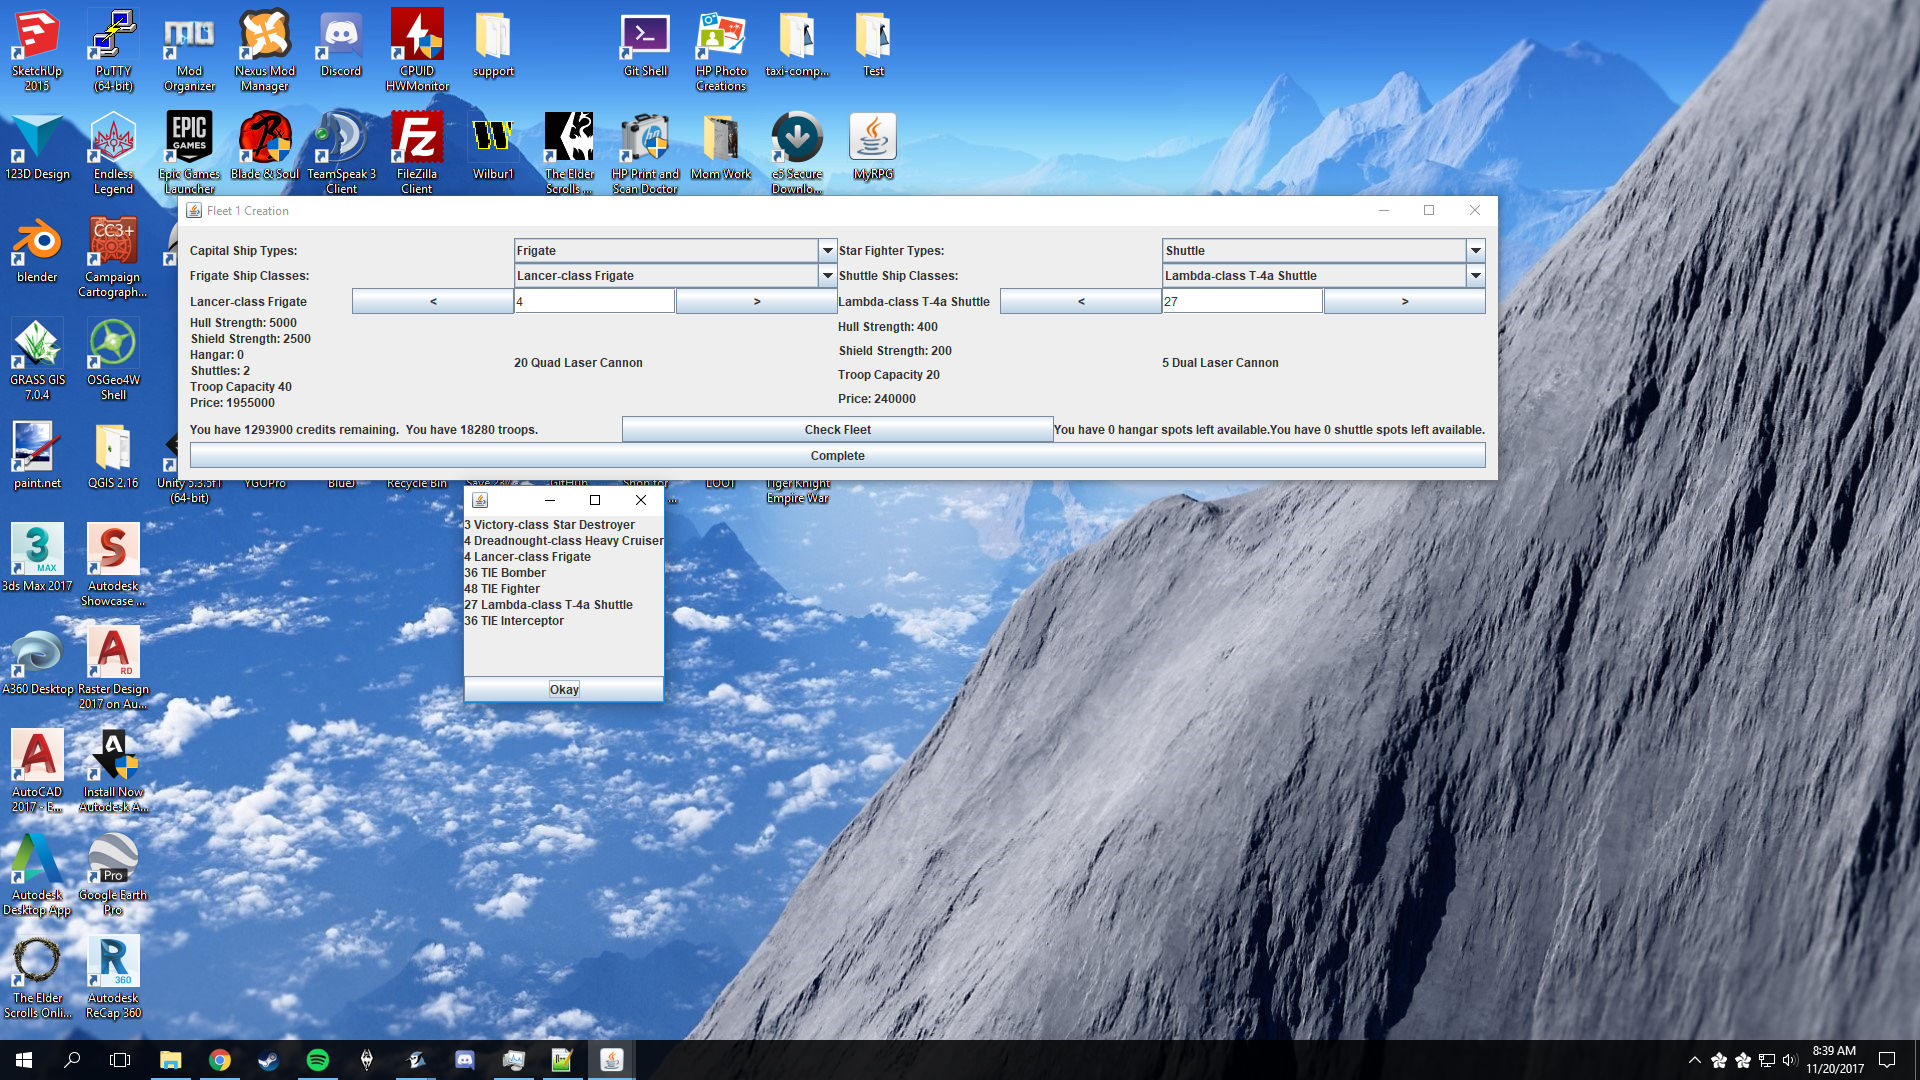 SketchUp 2015
PuTTY (64-bit)
Mod Organizer
Nexus Mod Manager
Discord
CPUID HWMonitor
support
Git Shell
HP Photo Creations
taxi-comp...
Test
123D Design
Endless Legend
EPIC GAMES
Epic Games Launcher
Blade & Soul
TeamSpeak 3 Client
FileZilla Client
Wilbur1
The Elder Scrolls ...
HP Print and Scan Doctor
Mom Work
e5 Secure Downlo...
MyRPG
Fleet 1 Creation
Capital Ship Types:
Frigate
Star Fighter Types:
Shuttle
Frigate Ship Classes:
Lancer-class Frigate
Shuttle Ship Classes:
Lambda-class T-4a Shuttle
Lancer-class Frigate
<
4
>
Lambda-class T-4a Shuttle
<
27
>
Hull Strength: 5000
Shield Strength: 2500
Hangar: 0
Shuttles: 2
Troop Capacity 40
Price: 1955000
20 Quad Laser Cannon
Hull Strength: 400
Shield Strength: 200
Troop Capacity 20
Price: 240000
5 Dual Laser Cannon
You have 1293900 credits remaining.  You have 18280 troops.
Check Fleet
You have 0 hangar spots left available.You have 0 shuttle spots left available.
Complete
blender
CC3+
Campaign Cartograph...
GRASS GIS 7.0.4
OSGeo4W Shell
paint.net
QGIS 2.16
Unity 5.3.5f1 (64-bit)
YGOPro
BlueJ
Recycle Bin
GitHub
LOOT
Tiger Knight Empire War
3 Victory-class Star Destroyer
4 Dreadnought-class Heavy Cruiser
4 Lancer-class Frigate
36 TIE Bomber
48 TIE Fighter
27 Lambda-class T-4a Shuttle
36 TIE Interceptor
Okay
3ds Max 2017
Autodesk Showcase ...
A360 Desktop
Raster Design 2017 on Au...
AutoCAD 2017 - E...
Install Now Autodesk A...
Autodesk Desktop App
Pro
Google Earth Pro
The Elder Scrolls Onli...
360
Autodesk ReCap 360
8:39 AM
11/20/2017